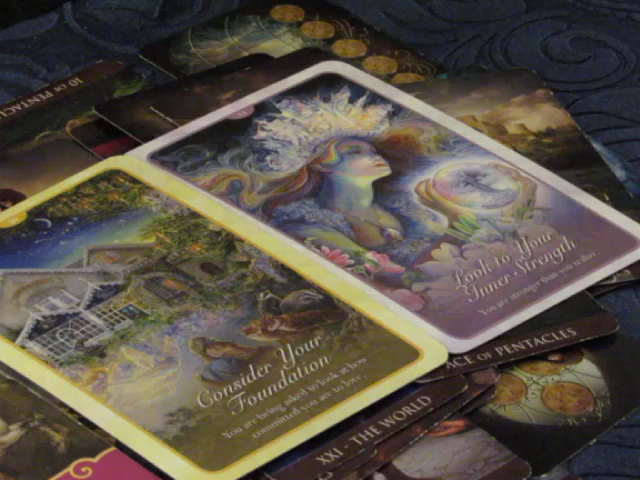 10 OF PENTACL
Look to Your
Inner Strength
You are stronger than you realize
Consider Your
Foundation
You are being asked to look at how
committed you are to love.
ACE OF PENTACLES
XXI - THE WORLD